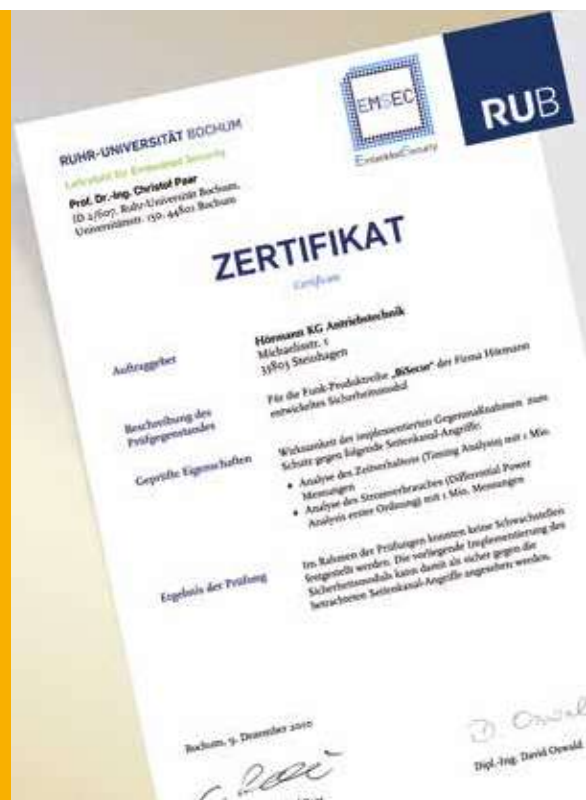 RUHR-UNIVERSITÄT BOCHUM
Lehrstuhl für Embedded Security
Prof. Dr.-Ing. Christof Paar
ID 2/607, Ruhr-Universität Bochum,
Universitätsstr. 150, 44801 Bochum
EMSEC
Embedded Security
RUB
ZERTIFIKAT
Certificate
Auftraggeber
Hörmann KG Antriebstechnik
Michaelisstr. 1
33803 Steinhagen
Beschreibung des
Prüfgegenstandes
Für die Funk-Produktreihe „BiSecur“ der Firma Hörmann
entwickeltes Sicherheitsmodul
Geprüfte Eigenschaften
Wirksamkeit der implementierten Gegenmaßnahmen zum
Schutz gegen folgende Seitenkanal-Angriffe:
• Analyse des Zeitverhaltens (Timing Analysis) mit 1 Mio.
Messungen
• Analyse des Stromverbrauches (Differential Power
Analysis erster Ordnung) mit 1 Mio. Messungen
Ergebnis der Prüfung
Im Rahmen der Prüfungen konnten keine Schwachstellen
festgestellt werden. Die vorliegende Implementierung des
Sicherheitsmoduls kann damit als sicher gegen die
betrachteten Seitenkanal-Angriffe angesehen werden.
Bochum, 9. Dezember 2010
D. Oswald
Dipl.-Ing. David Oswald